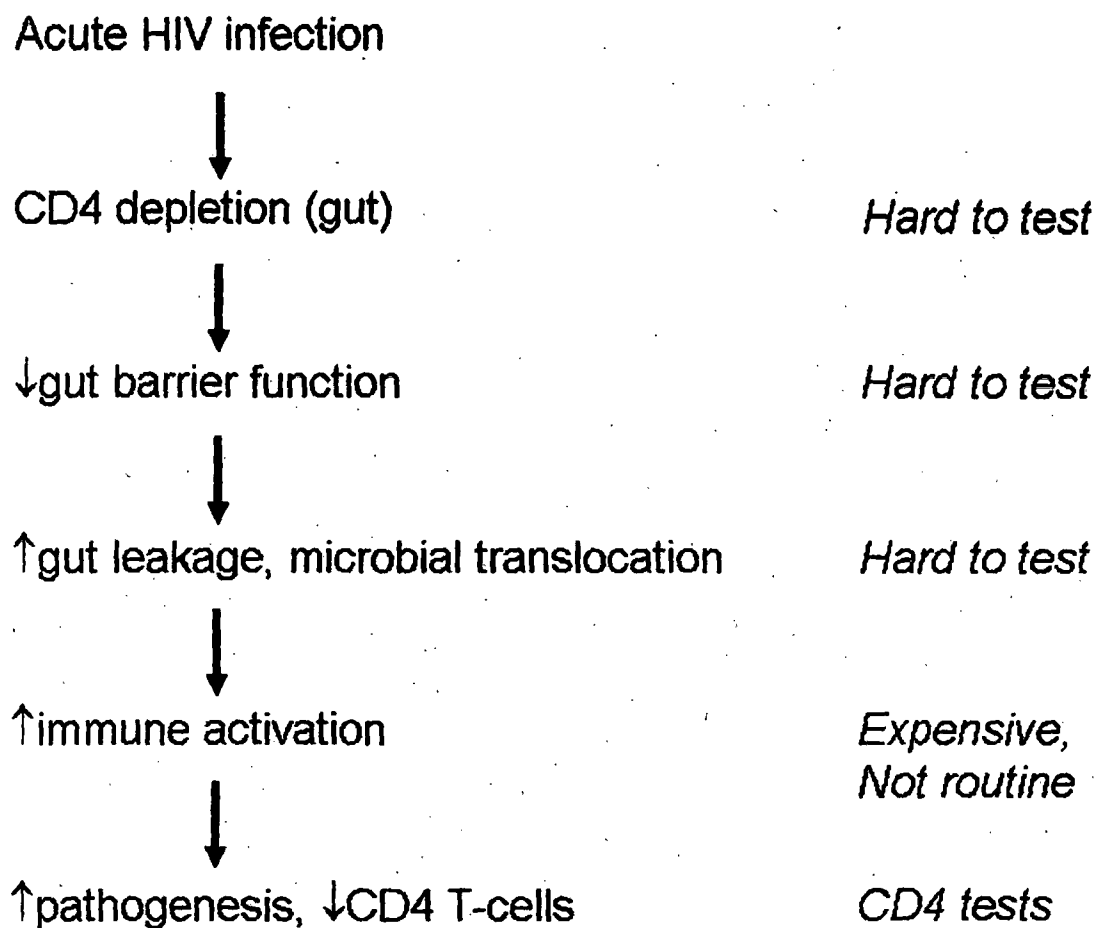 Acute HIV infection
CD4 depletion (gut) Hard to test
↓gut barrier function Hard to test
↑gut leakage, microbial translocation Hard to test
↑immune activation Expensive,
Not routine
↑pathogenesis, ↓CD4 T-cells CD4 tests